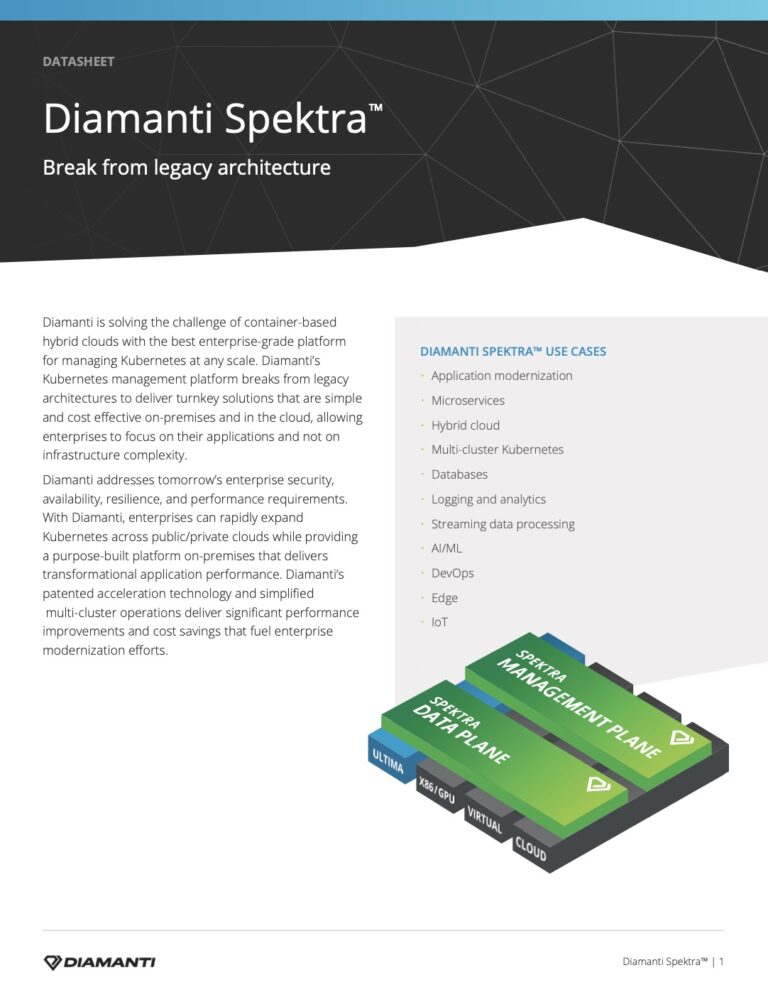 DATASHEET
Diamanti Spektra™
Break from legacy architecture
Diamanti is solving the challenge of container-based
hybrid clouds with the best enterprise-grade platform
for managing Kubernetes at any scale. Diamanti’s
Kubernetes management platform breaks from legacy
architectures to deliver turnkey solutions that are simple
and cost effective on-premises and in the cloud, allowing
enterprises to focus on their applications and not on
infrastructure complexity.
Diamanti addresses tomorrow’s enterprise security,
availability, resilience, and performance requirements.
With Diamanti, enterprises can rapidly expand
Kubernetes across public/private clouds while providing
a purpose-built platform on-premises that delivers
transformational application performance. Diamanti’s
patented acceleration technology and simplified
multi-cluster operations deliver significant performance
improvements and cost savings that fuel enterprise
modernization efforts.
DIAMANTI SPEKTRA™ USE CASES
· Application modernization
· Microservices
· Hybrid cloud
· Multi-cluster Kubernetes
· Databases
· Logging and analytics
· Streaming data processing
· AI/ML
· DevOps
· Edge
· IoT
SPEKTRA
MANAGEMENT PLANE
SPEKTRA
DATA PLANE
ULTIMA
X86/GPU
VIRTUAL
CLOUD
DIAMANTI
Diamanti Spektra™ | 1